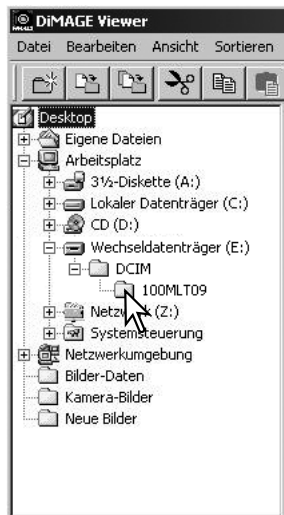 DiMAGE Viewer
Datei Bearbeiten Ansicht Sortieren
Desktop
Eigene Dateien
Arbeitsplatz
3½-Diskette (A:)
Lokaler Datenträger (C:)
CD (D:)
Wechseldatenträger (E:)
DCIM
100MLT09
(Z:)
Systemsteuerung
Netzwerkumgebung
Bilder-Daten
Kamera-Bilder
Neue Bilder